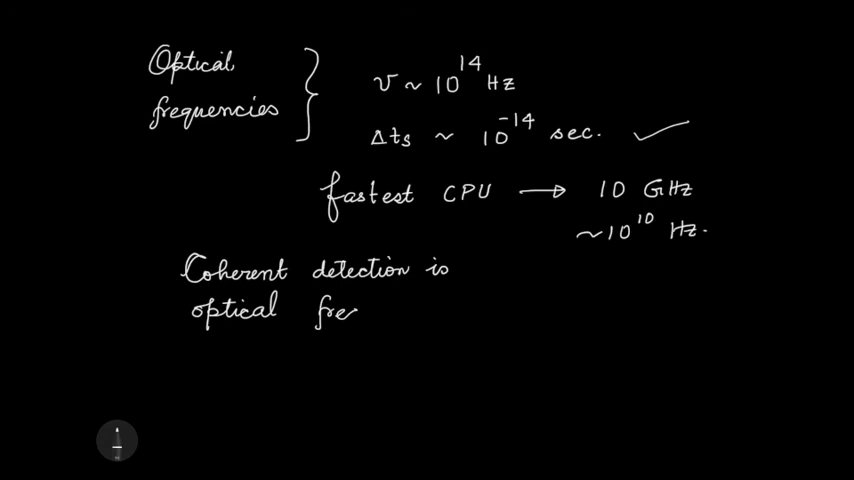 Optical
frequencies
ν ~ 10^14 Hz
Δts ~ 10^-14 sec. ✓
fastest CPU → 10 GHz
~10^10 Hz.
Coherent detection is
optical fre